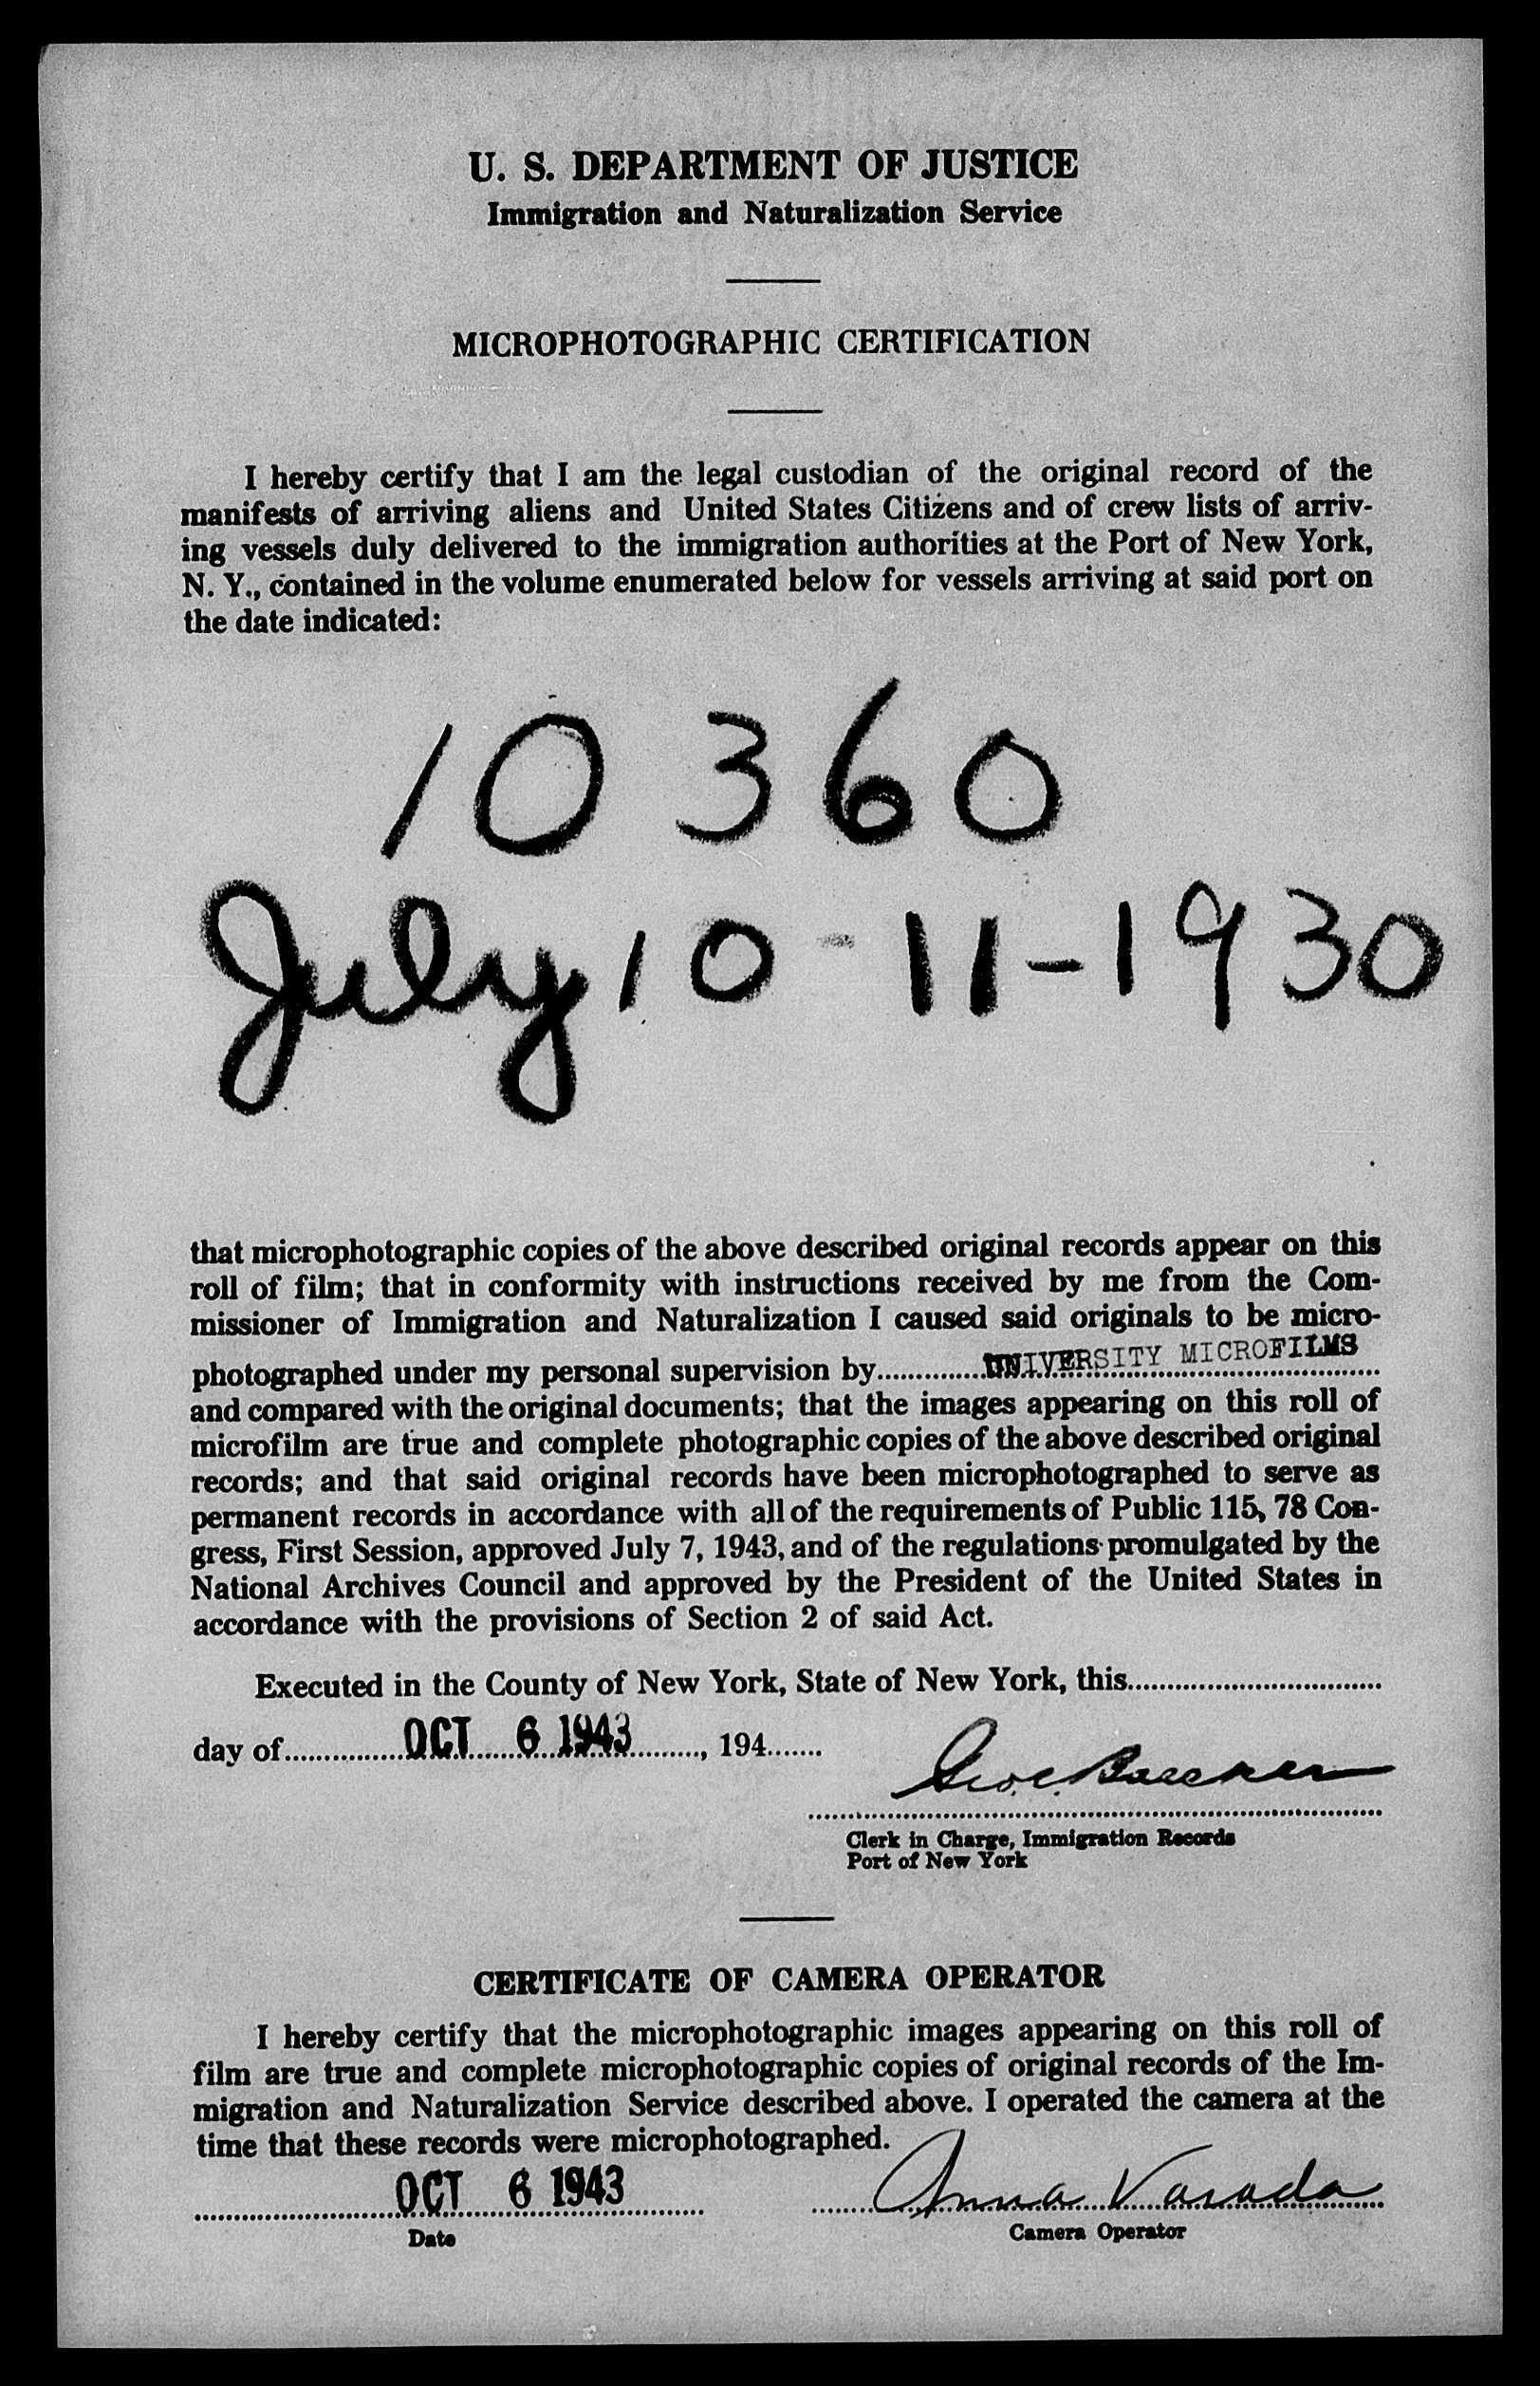 U. S. DEPARTMENT OF JUSTICE
Immigration and Naturalization Service
MICROPHOTOGRAPHIC CERTIFICATION
I hereby certify that I am the legal custodian of the original record of the
manifests of arriving aliens and United States Citizens and of crew lists of arriv-
ing vessels duly delivered to the immigration authorities at the Port of New York,
N. Y., contained in the volume enumerated below for vessels arriving at said port on
the date indicated:
10360
July 10-11-1930
that microphotographic copies of the above described original records appear on this
roll of film; that in conformity with instructions received by me from the Com-
missioner of Immigration and Naturalization I caused said originals to be micro-
photographed under my personal supervision by UNIVERSITY MICROFILMS
and compared with the original documents; that the images appearing on this roll of
microfilm are true and complete photographic copies of the above described original
records; and that said original records have been microphotographed to serve as
permanent records in accordance with all of the requirements of Public 115, 78 Con-
gress, First Session, approved July 7, 1943, and of the regulations promulgated by the
National Archives Council and approved by the President of the United States in
accordance with the provisions of Section 2 of said Act.
Executed in the County of New York, State of New York, this
day of OCT 6 1943, 194
Clerk in Charge, Immigration Records
Port of New York
CERTIFICATE OF CAMERA OPERATOR
I hereby certify that the microphotographic images appearing on this roll of
film are true and complete microphotographic copies of original records of the Im-
migration and Naturalization Service described above. I operated the camera at the
time that these records were microphotographed.
OCT 6 1943 Anna
Date
Camera Operator